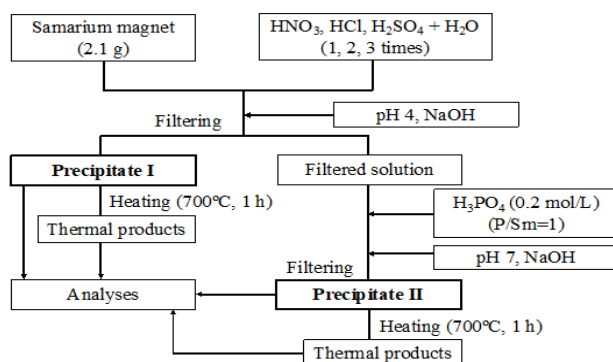 Samarium magnet
(2.1 g)
HNO₃, HCl, H₂SO₄ + H₂O
(1, 2, 3 times)
Filtering
pH 4, NaOH
Precipitate I
Filtered solution
Heating (700ºC, 1 h)
H₃PO₄ (0.2 mol/L)
(P/Sm=1)
Thermal products
pH 7, NaOH
Filtering
Analyses
Precipitate II
Heating (700ºC, 1 h)
Thermal products